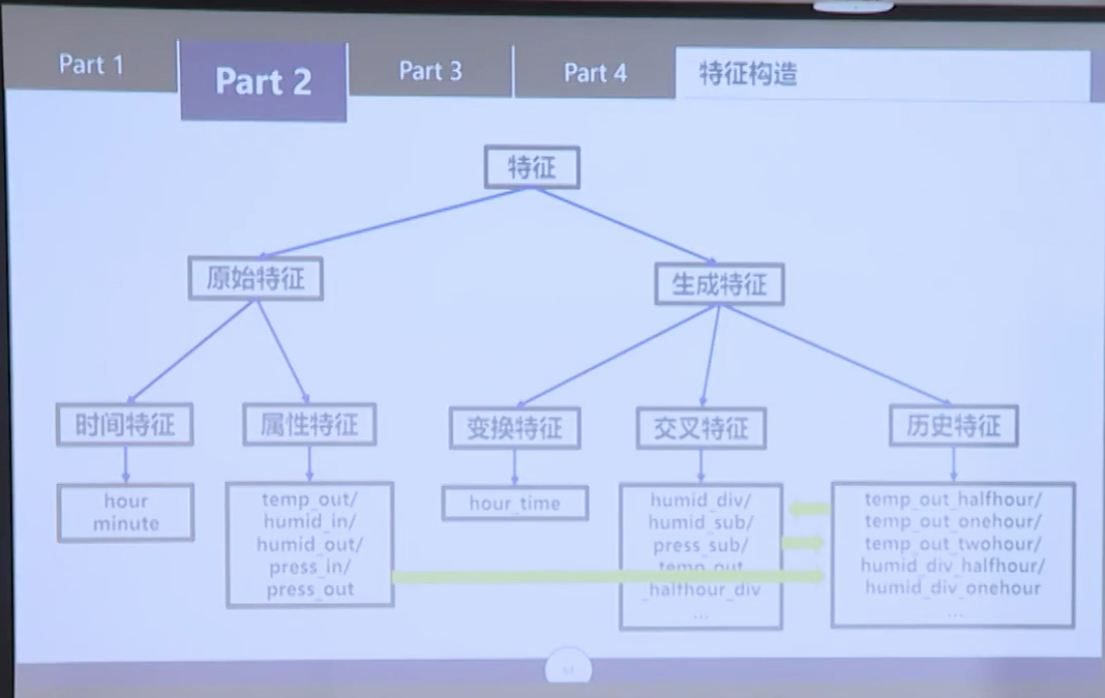 Part 1
Part 2
Part 3
Part 4
特征构造
特征
原始特征
生成特征
时间特征
属性特征
变换特征
交叉特征
历史特征
hour
minute
temp_out/
humid_in/
humid_out/
press_in/
press_out
hour_time
humid_div/
humid_sub/
press_sub/
temp_out
_halfhour_div
...
temp_out_halfhour/
temp_out_onehour/
temp_out_twohour/
humid_div_halfhour/
humid_div_onehour
...